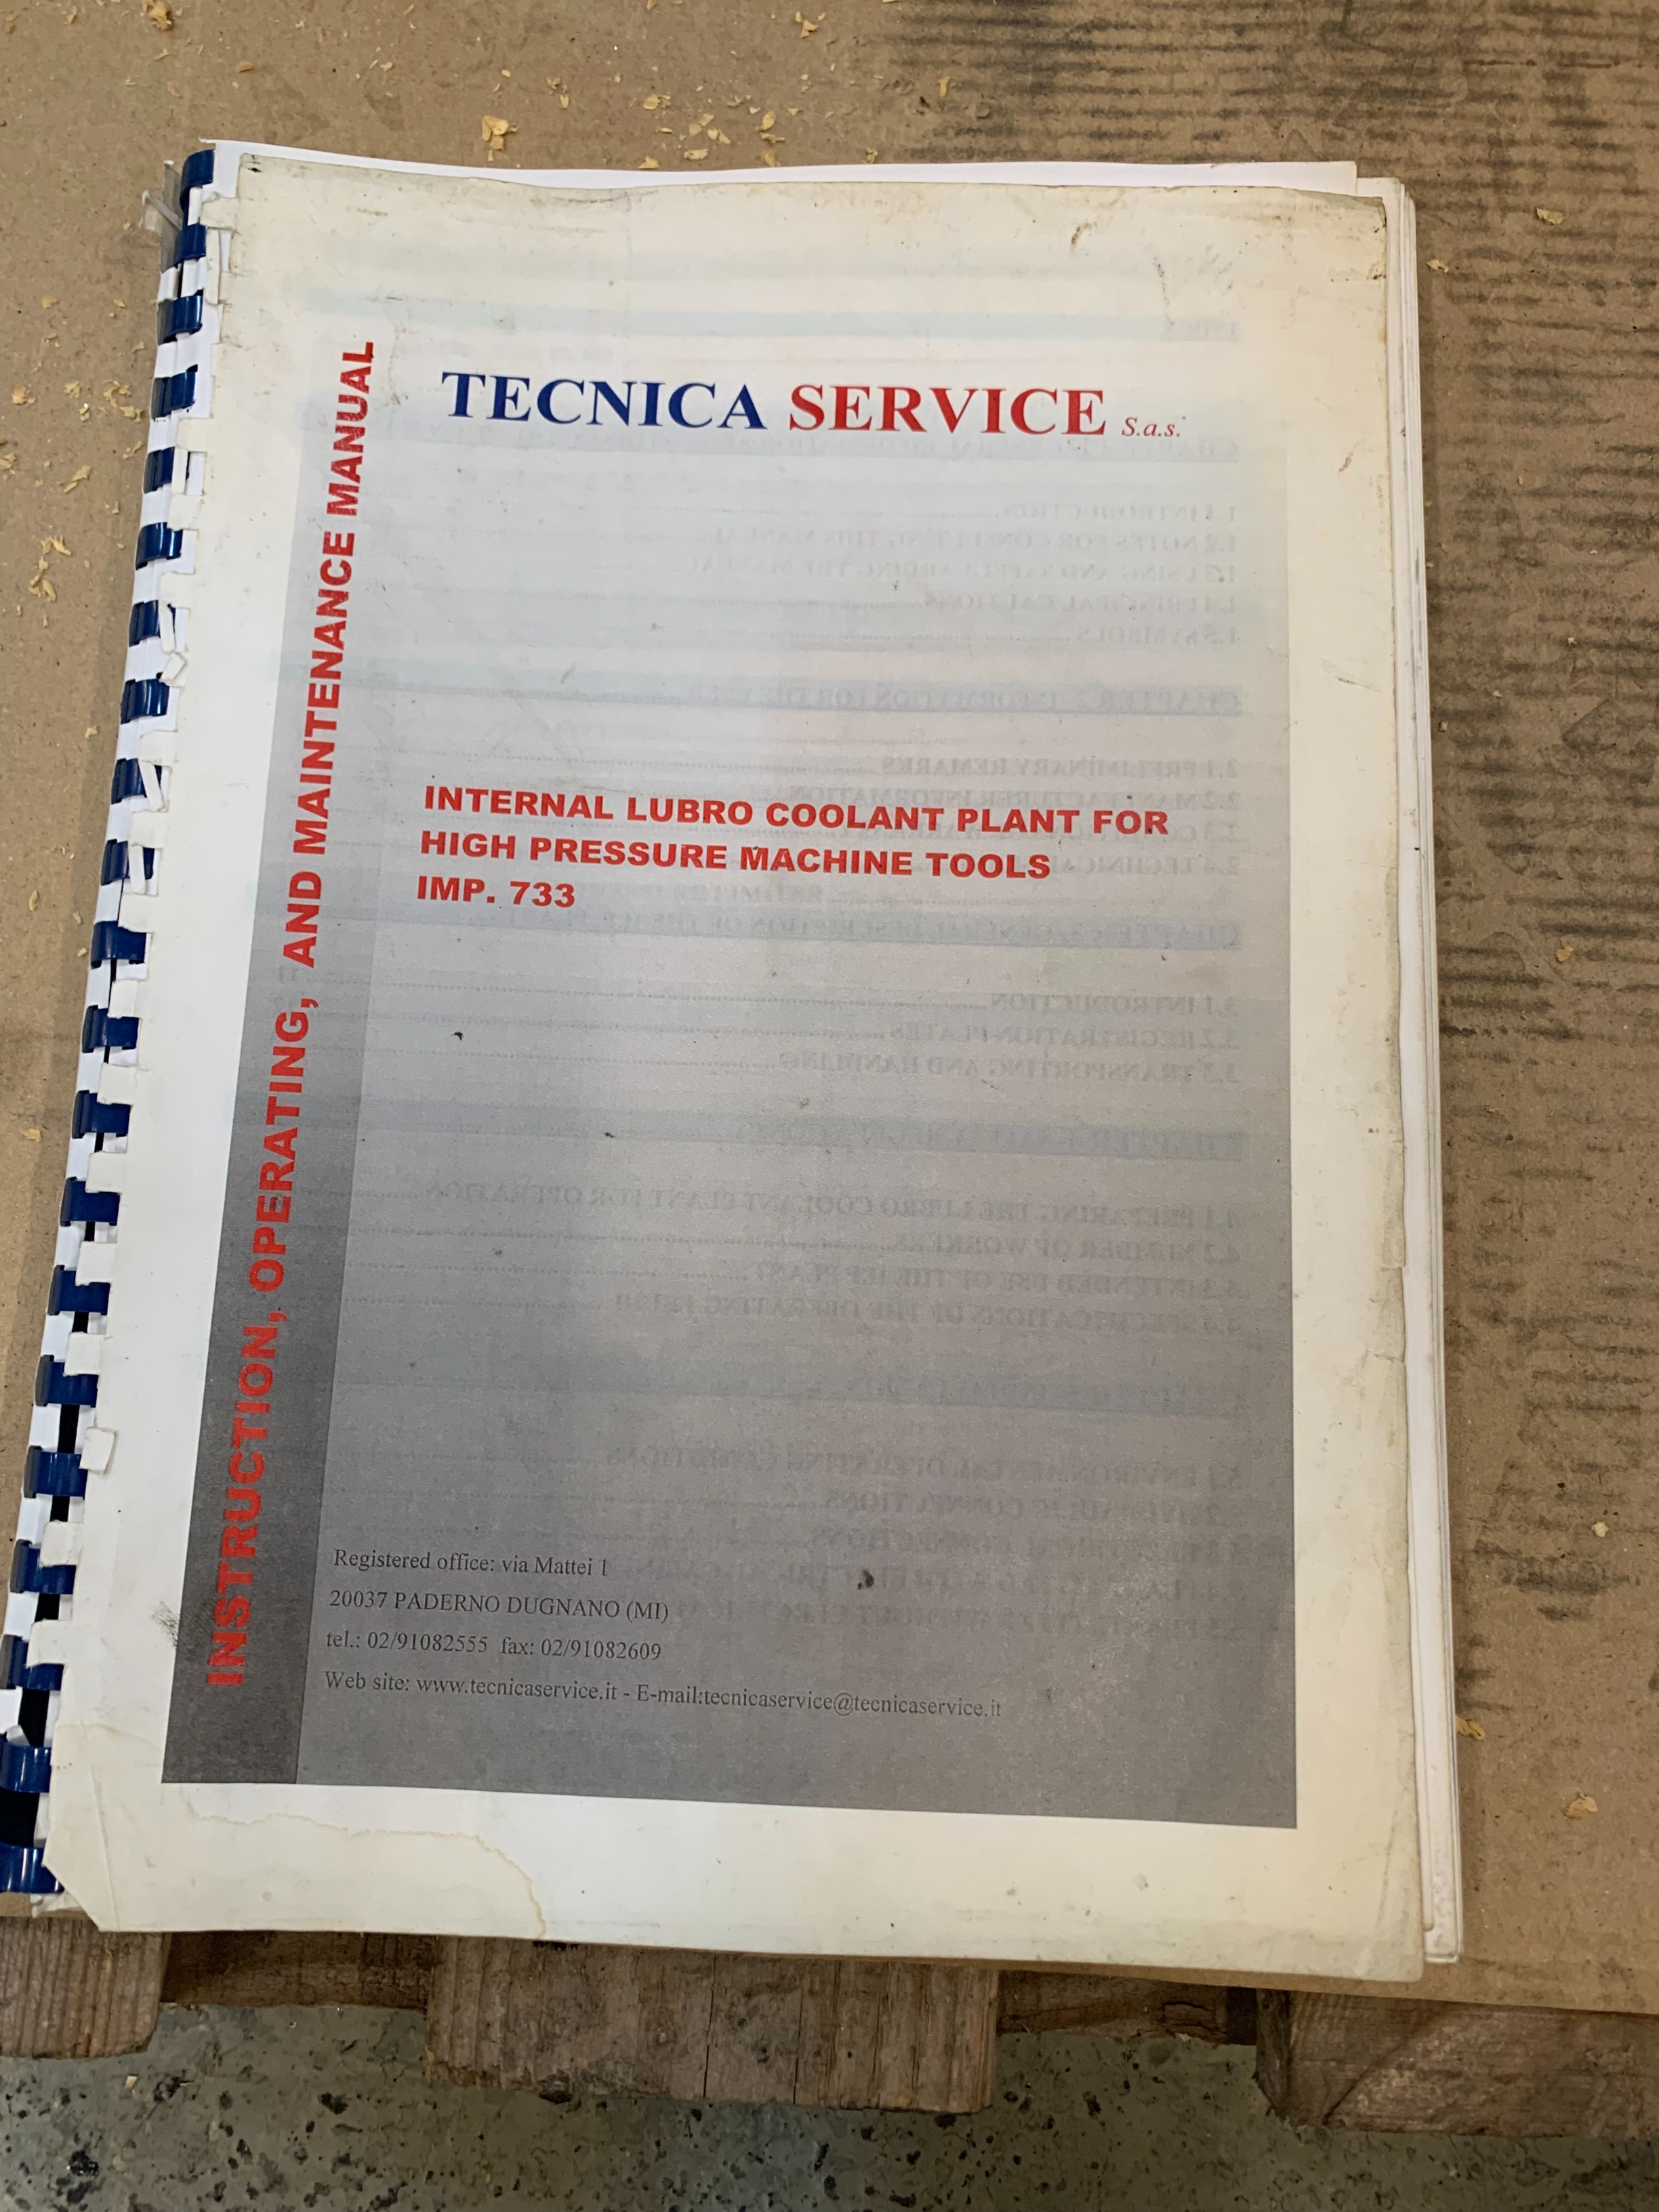 TECNICA SERVICE S.a.s.
INSTRUCTION, OPERATING, AND MAINTENANCE MANUAL
INTERNAL LUBRO COOLANT PLANT FOR
HIGH PRESSURE MACHINE TOOLS
IMP. 733
Registered office: via Mattei 1
20037 PADERNO DUGNANO (MI)
tel.: 02/91082555 fax: 02/91082609
Web site: www.tecnicaservice.it - E-mail:tecnicaservice@tecnicaservice.it